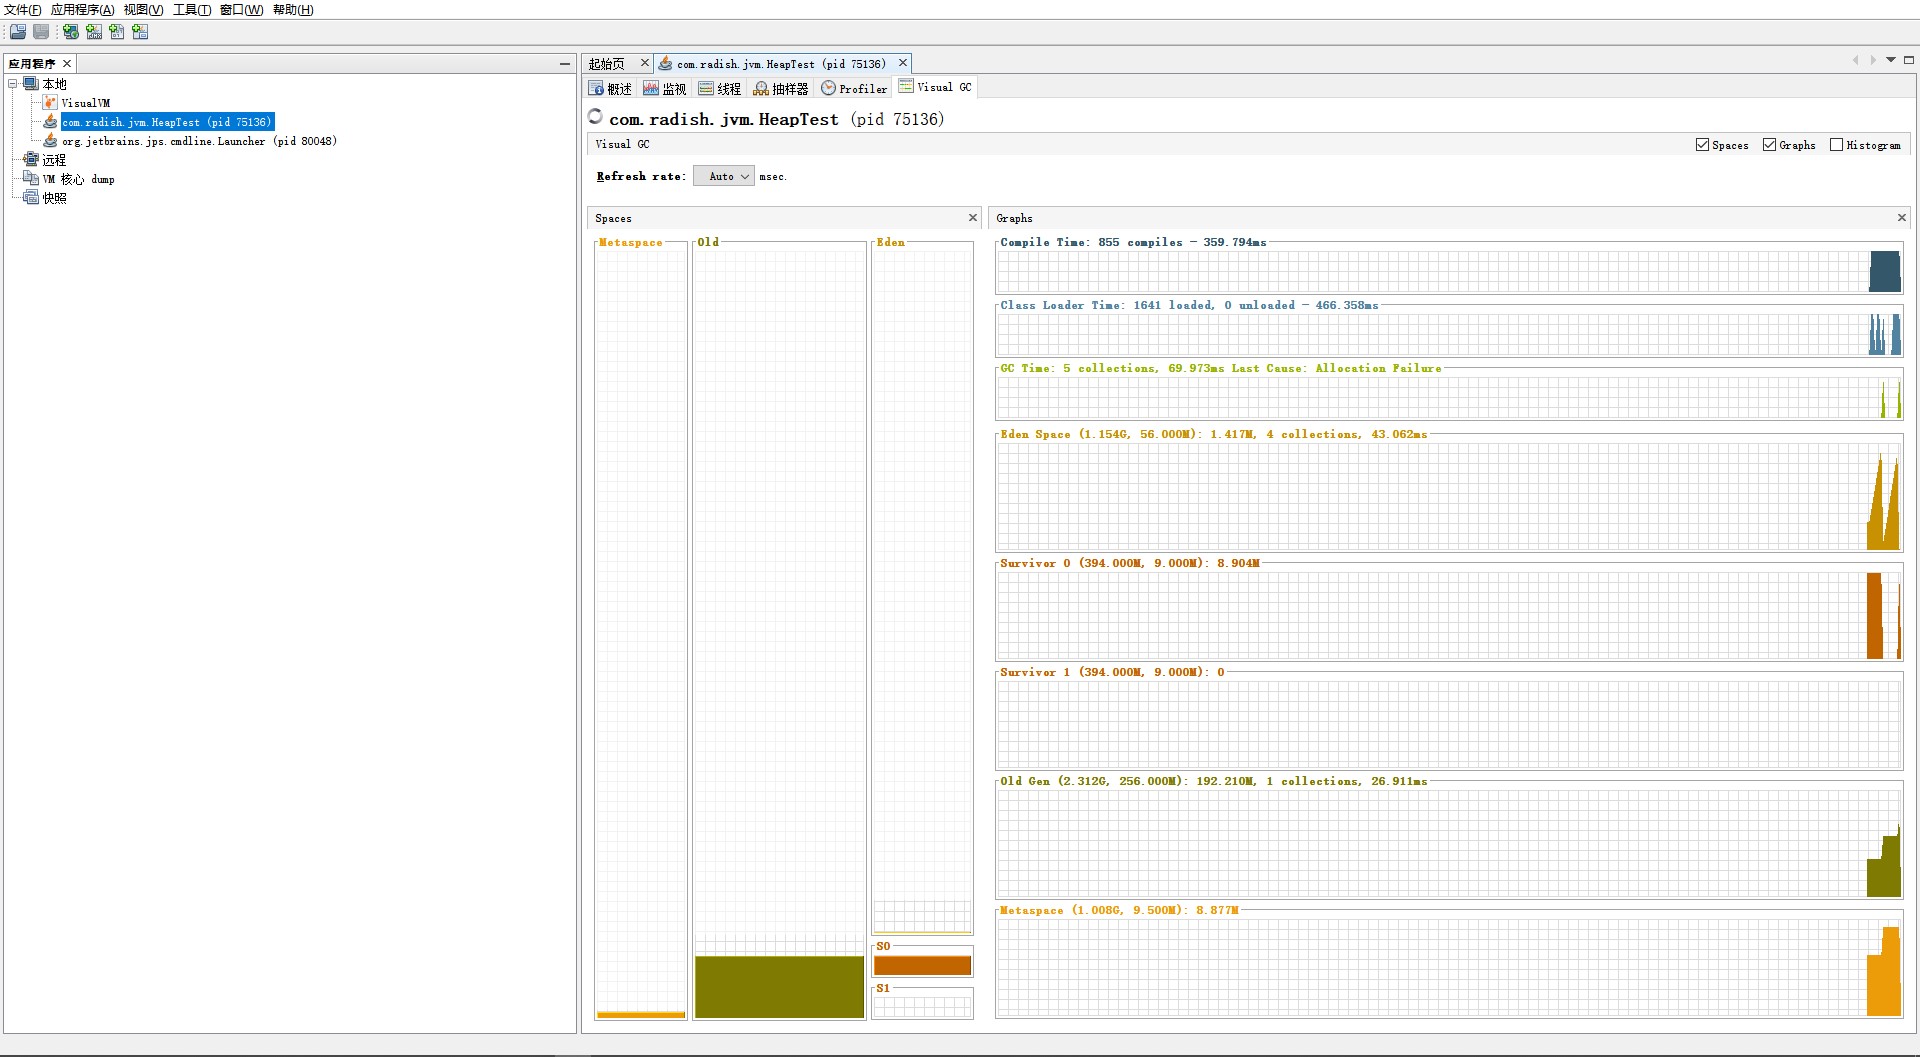 文件(F) 应用程序(A) 视图(V) 工具(T) 窗口(W) 帮助(H)
应用程序
本地
VisualVM
com.radish.jvm.HeapTest (pid 75136)
org.jetbrains.jps.cmdline.Launcher (pid 80048)
远程
VM 核心 dump
快照
起始页 com.radish.jvm.HeapTest (pid 75136)
概述 监视 线程 抽样器 Profiler Visual GC
com.radish.jvm.HeapTest (pid 75136)
Visual GC Spaces Graphs Histogram
Refresh rate: Auto msec.
Spaces
Metaspace Old Eden
S0
S1
Graphs
Compile Time: 855 compiles - 359.794ms
Class Loader Time: 1641 loaded, 0 unloaded - 466.358ms
GC Time: 5 collections, 69.973ms Last Cause: Allocation Failure
Eden Space (1.154G, 56.000M): 1.417M, 4 collections, 43.062ms
Survivor 0 (394.000M, 9.000M): 8.904M
Survivor 1 (394.000M, 9.000M): 0
Old Gen (2.312G, 256.000M): 192.210M, 1 collections, 26.911ms
Metaspace (1.008G, 9.500M): 8.877M